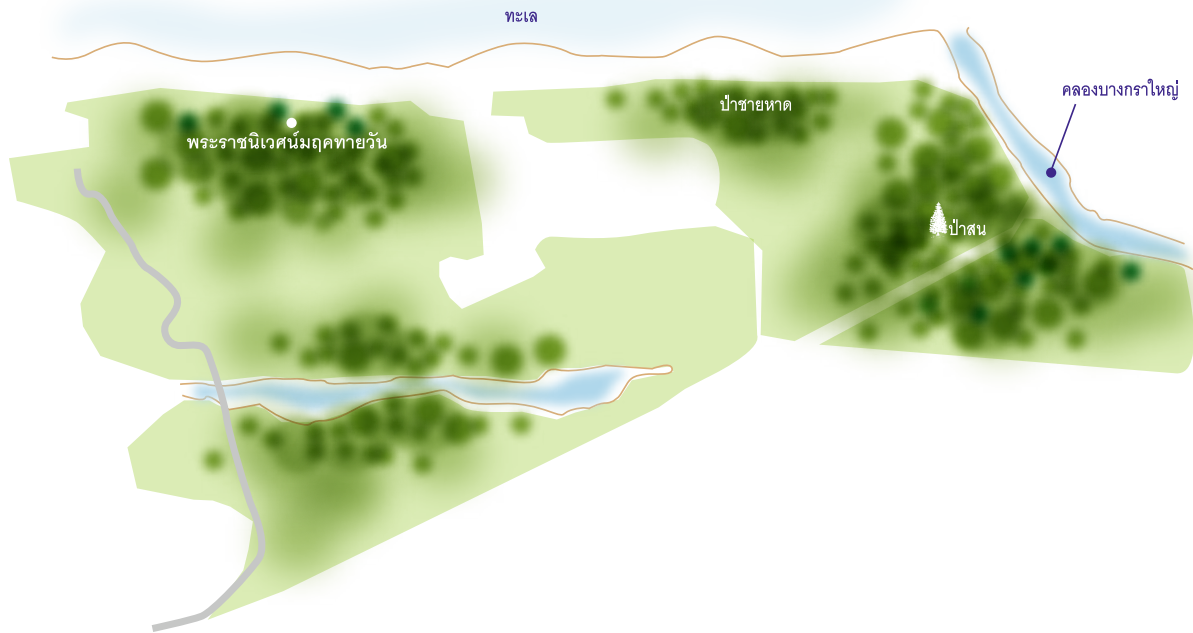 ทะเล
คลองบางกราใหญ่
ป่าชายหาด
พระราชนิเวศน์มฤคทายวัน
ป่าสน